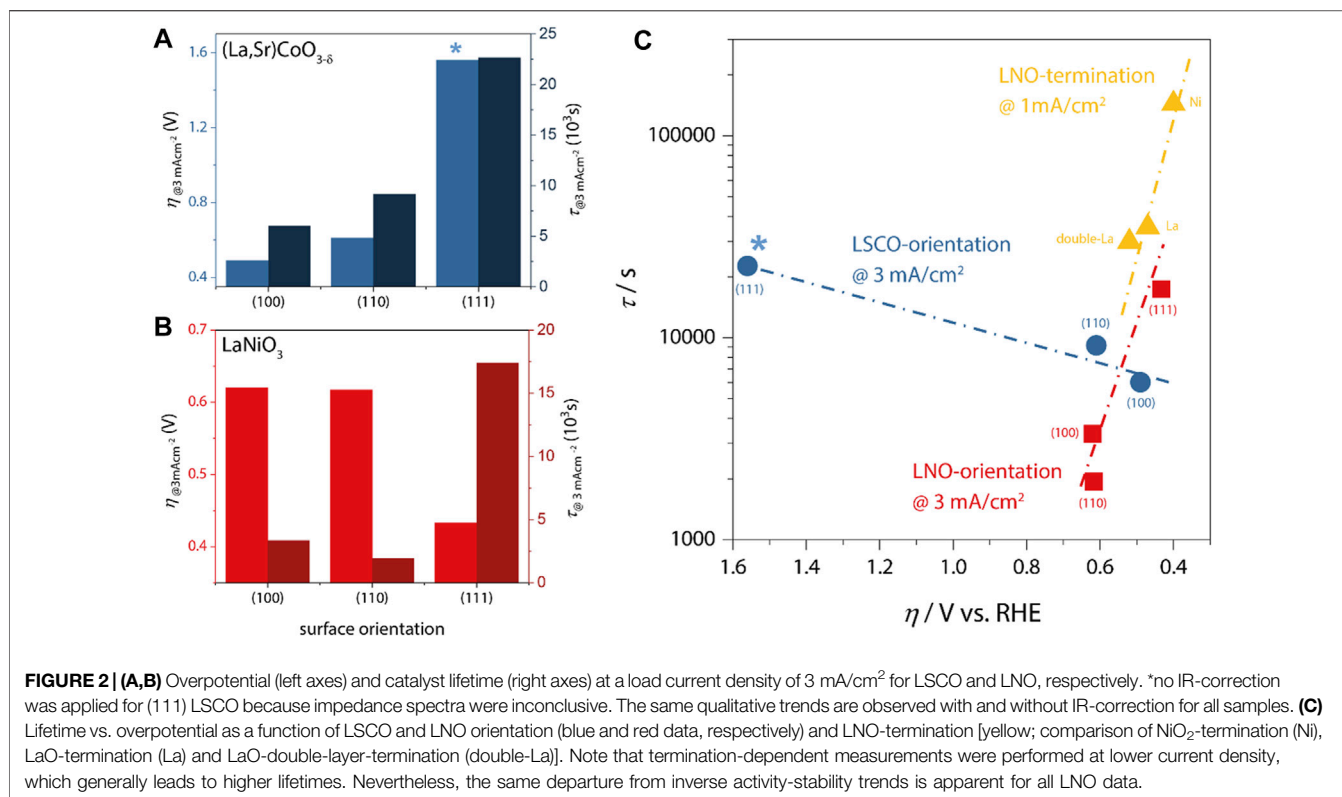 A
(La,Sr)CoO3-δ
*
1.6
1.2
0.8
0.4
η@3 mAcm-2 (V)
25
20
15
10
5
0
τ@3 mAcm-2 (10³s)
(100)
(110)
(111)
B
LaNiO3
0.7
0.6
0.5
0.4
η@3mAcm-2 (V)
20
15
10
5
0
τ@ 3 mAcm-2 (10³s)
(100)
(110)
(111)
surface orientation
C
LNO-termination
@ 1mA/cm²
Ni
La
double-La
*
LSCO-orientation
@ 3 mA/cm²
(111)
(110)
(100)
(111)
(100)
(110)
LNO-orientation
@ 3 mA/cm²
100000
10000
1000
τ / s
1.6
1.4
1.2
1.0
0.8
0.6
0.4
η / V vs. RHE
FIGURE 2 | (A,B) Overpotential (left axes) and catalyst lifetime (right axes) at a load current density of 3 mA/cm² for LSCO and LNO, respectively. *no IR-correction
was applied for (111) LSCO because impedance spectra were inconclusive. The same qualitative trends are observed with and without IR-correction for all samples. (C)
Lifetime vs. overpotential as a function of LSCO and LNO orientation (blue and red data, respectively) and LNO-termination [yellow; comparison of NiO2-termination (Ni),
LaO-termination (La) and LaO-double-layer-termination (double-La)]. Note that termination-dependent measurements were performed at lower current density,
which generally leads to higher lifetimes. Nevertheless, the same departure from inverse activity-stability trends is apparent for all LNO data.